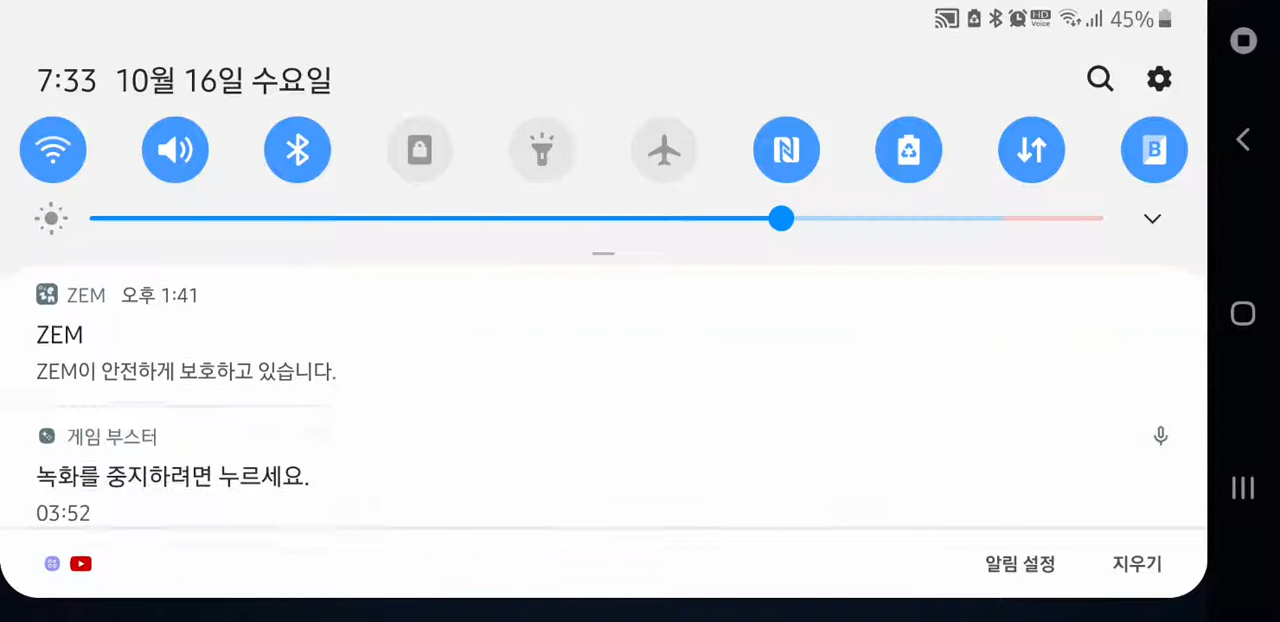 HD Voice 45%
7:33 10월 16일 수요일
B
ZEM 오후 1:41
ZEM
ZEM이 안전하게 보호하고 있습니다.
게임 부스터
녹화를 중지하려면 누르세요.
03:52
알림 설정 지우기